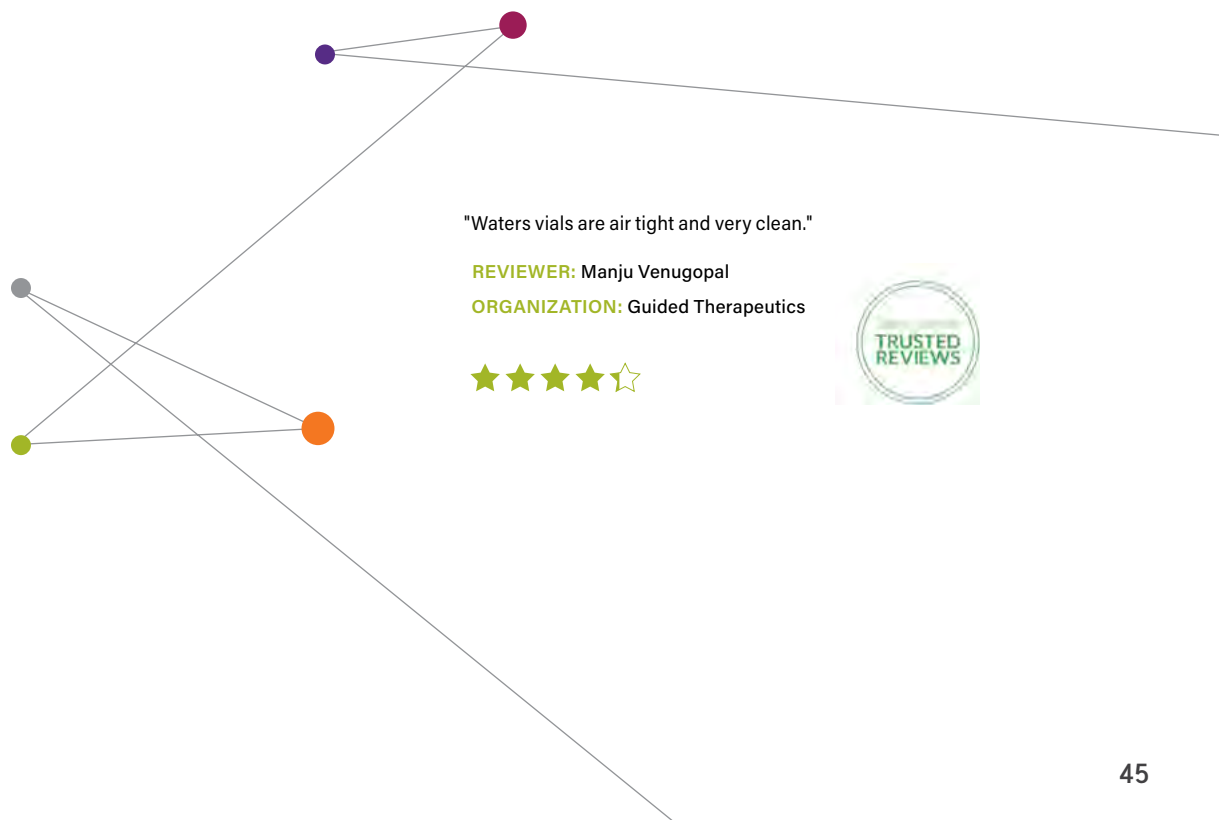 "Waters vials are air tight and very clean."
REVIEWER: Manju Venugopal
ORGANIZATION: Guided Therapeutics
TRUSTED
REVIEWS
45